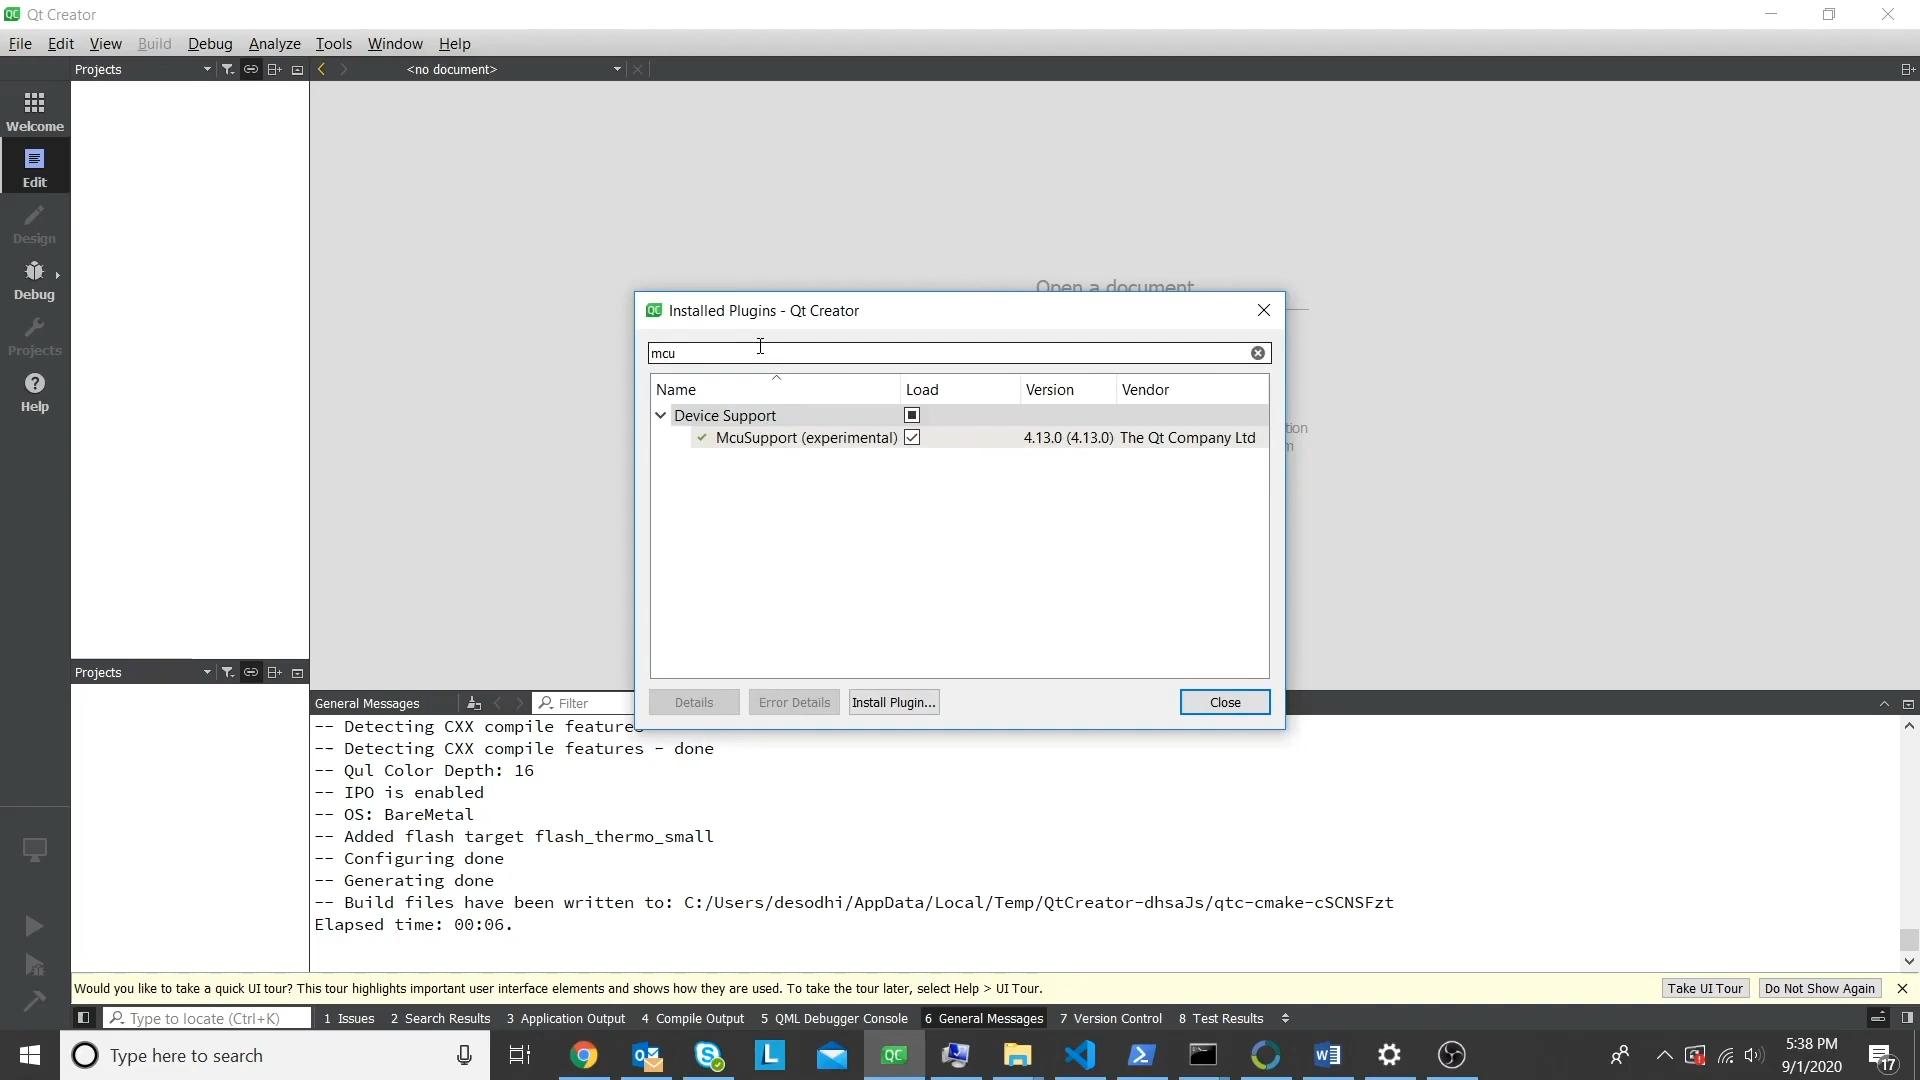 Qt Creator
File Edit View Build Debug Analyze Tools Window Help
Projects <no document>
Welcome
Edit
Design
Debug
Projects
Help
Open a document
Installed Plugins - Qt Creator
mcu
Name Load Version Vendor
Device Support
McuSupport (experimental) 4.13.0 (4.13.0) The Qt Company Ltd
Details Error Details Install Plugin... Close
Projects
General Messages Filter
-- Detecting CXX compile features
-- Detecting CXX compile features - done
-- Qul Color Depth: 16
-- IPO is enabled
-- OS: BareMetal
-- Added flash target flash_thermo_small
-- Configuring done
-- Generating done
-- Build files have been written to: C:/Users/desodhi/AppData/Local/Temp/QtCreator-dhsaJs/qtc-cmake-cSCNSFzt
Elapsed time: 00:06.
Would you like to take a quick UI tour? This tour highlights important user interface elements and shows how they are used. To take the tour later, select Help > UI Tour. Take UI Tour Do Not Show Again
Type to locate (Ctrl+K) 1 Issues 2 Search Results 3 Application Output 4 Compile Output 5 QML Debugger Console 6 General Messages 7 Version Control 8 Test Results
Type here to search
5:38 PM
9/1/2020
17